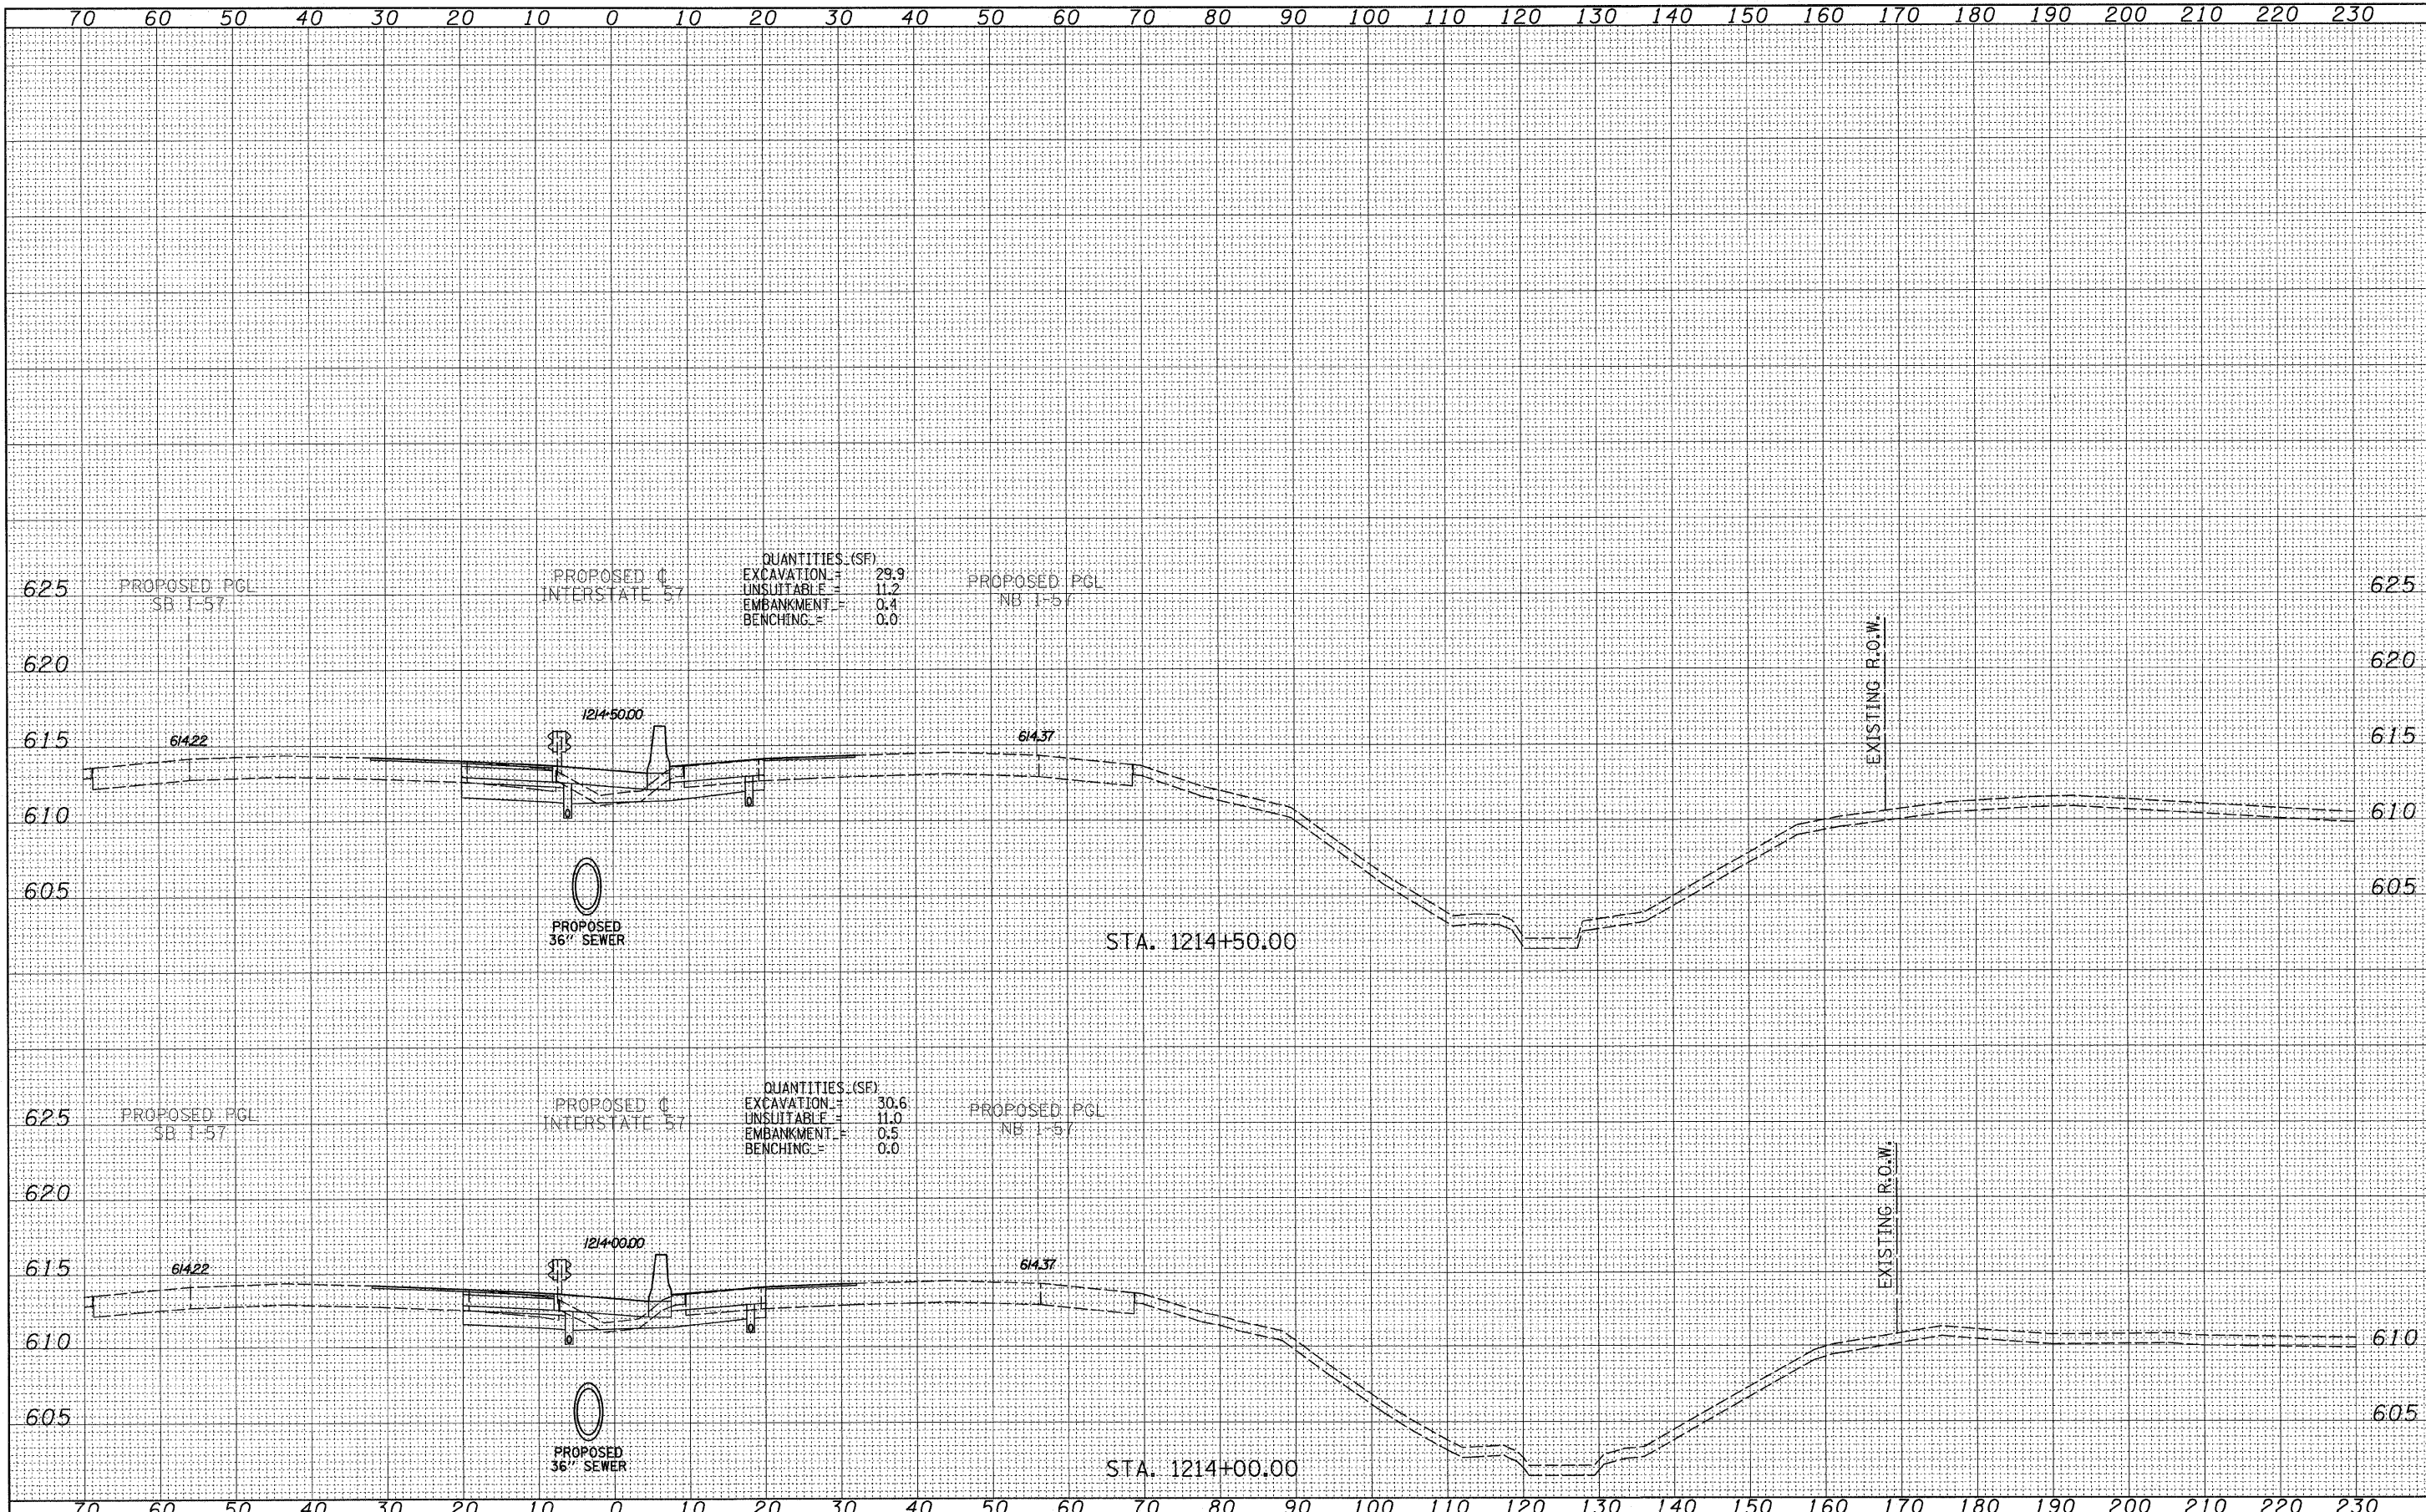 70 60 50 40 30 20 10 0 10 20 30 40 50 60 70 80 90 100 110 120 130 140 150 160 170 180 190 200 210 220 230
QUANTITIES (SF)
EXCAVATION = 29.9
UNSUITABLE = 11.2
EMBANKMENT = 0.4
BENCHING = 0.0
PROPOSED PGL
SB I-57
PROPOSED ℄
INTERSTATE 57
PROPOSED PGL
NB I-57
625 625
EXISTING R.O.W.
620 620
1214+50.00
615 614.22 614.37 615
610 610
605 605
PROPOSED
36" SEWER
STA. 1214+50.00
QUANTITIES (SF)
EXCAVATION = 30.6
UNSUITABLE = 11.0
EMBANKMENT = 0.5
BENCHING = 0.0
PROPOSED PGL
SB I-57
PROPOSED ℄
INTERSTATE 57
PROPOSED PGL
NB I-57
625 625
EXISTING R.O.W.
620 620
1214+00.00
615 614.22 614.37 615
610 610
605 605
PROPOSED
36" SEWER
STA. 1214+00.00
70 60 50 40 30 20 10 0 10 20 30 40 50 60 70 80 90 100 110 120 130 140 150 160 170 180 190 200 210 220 230